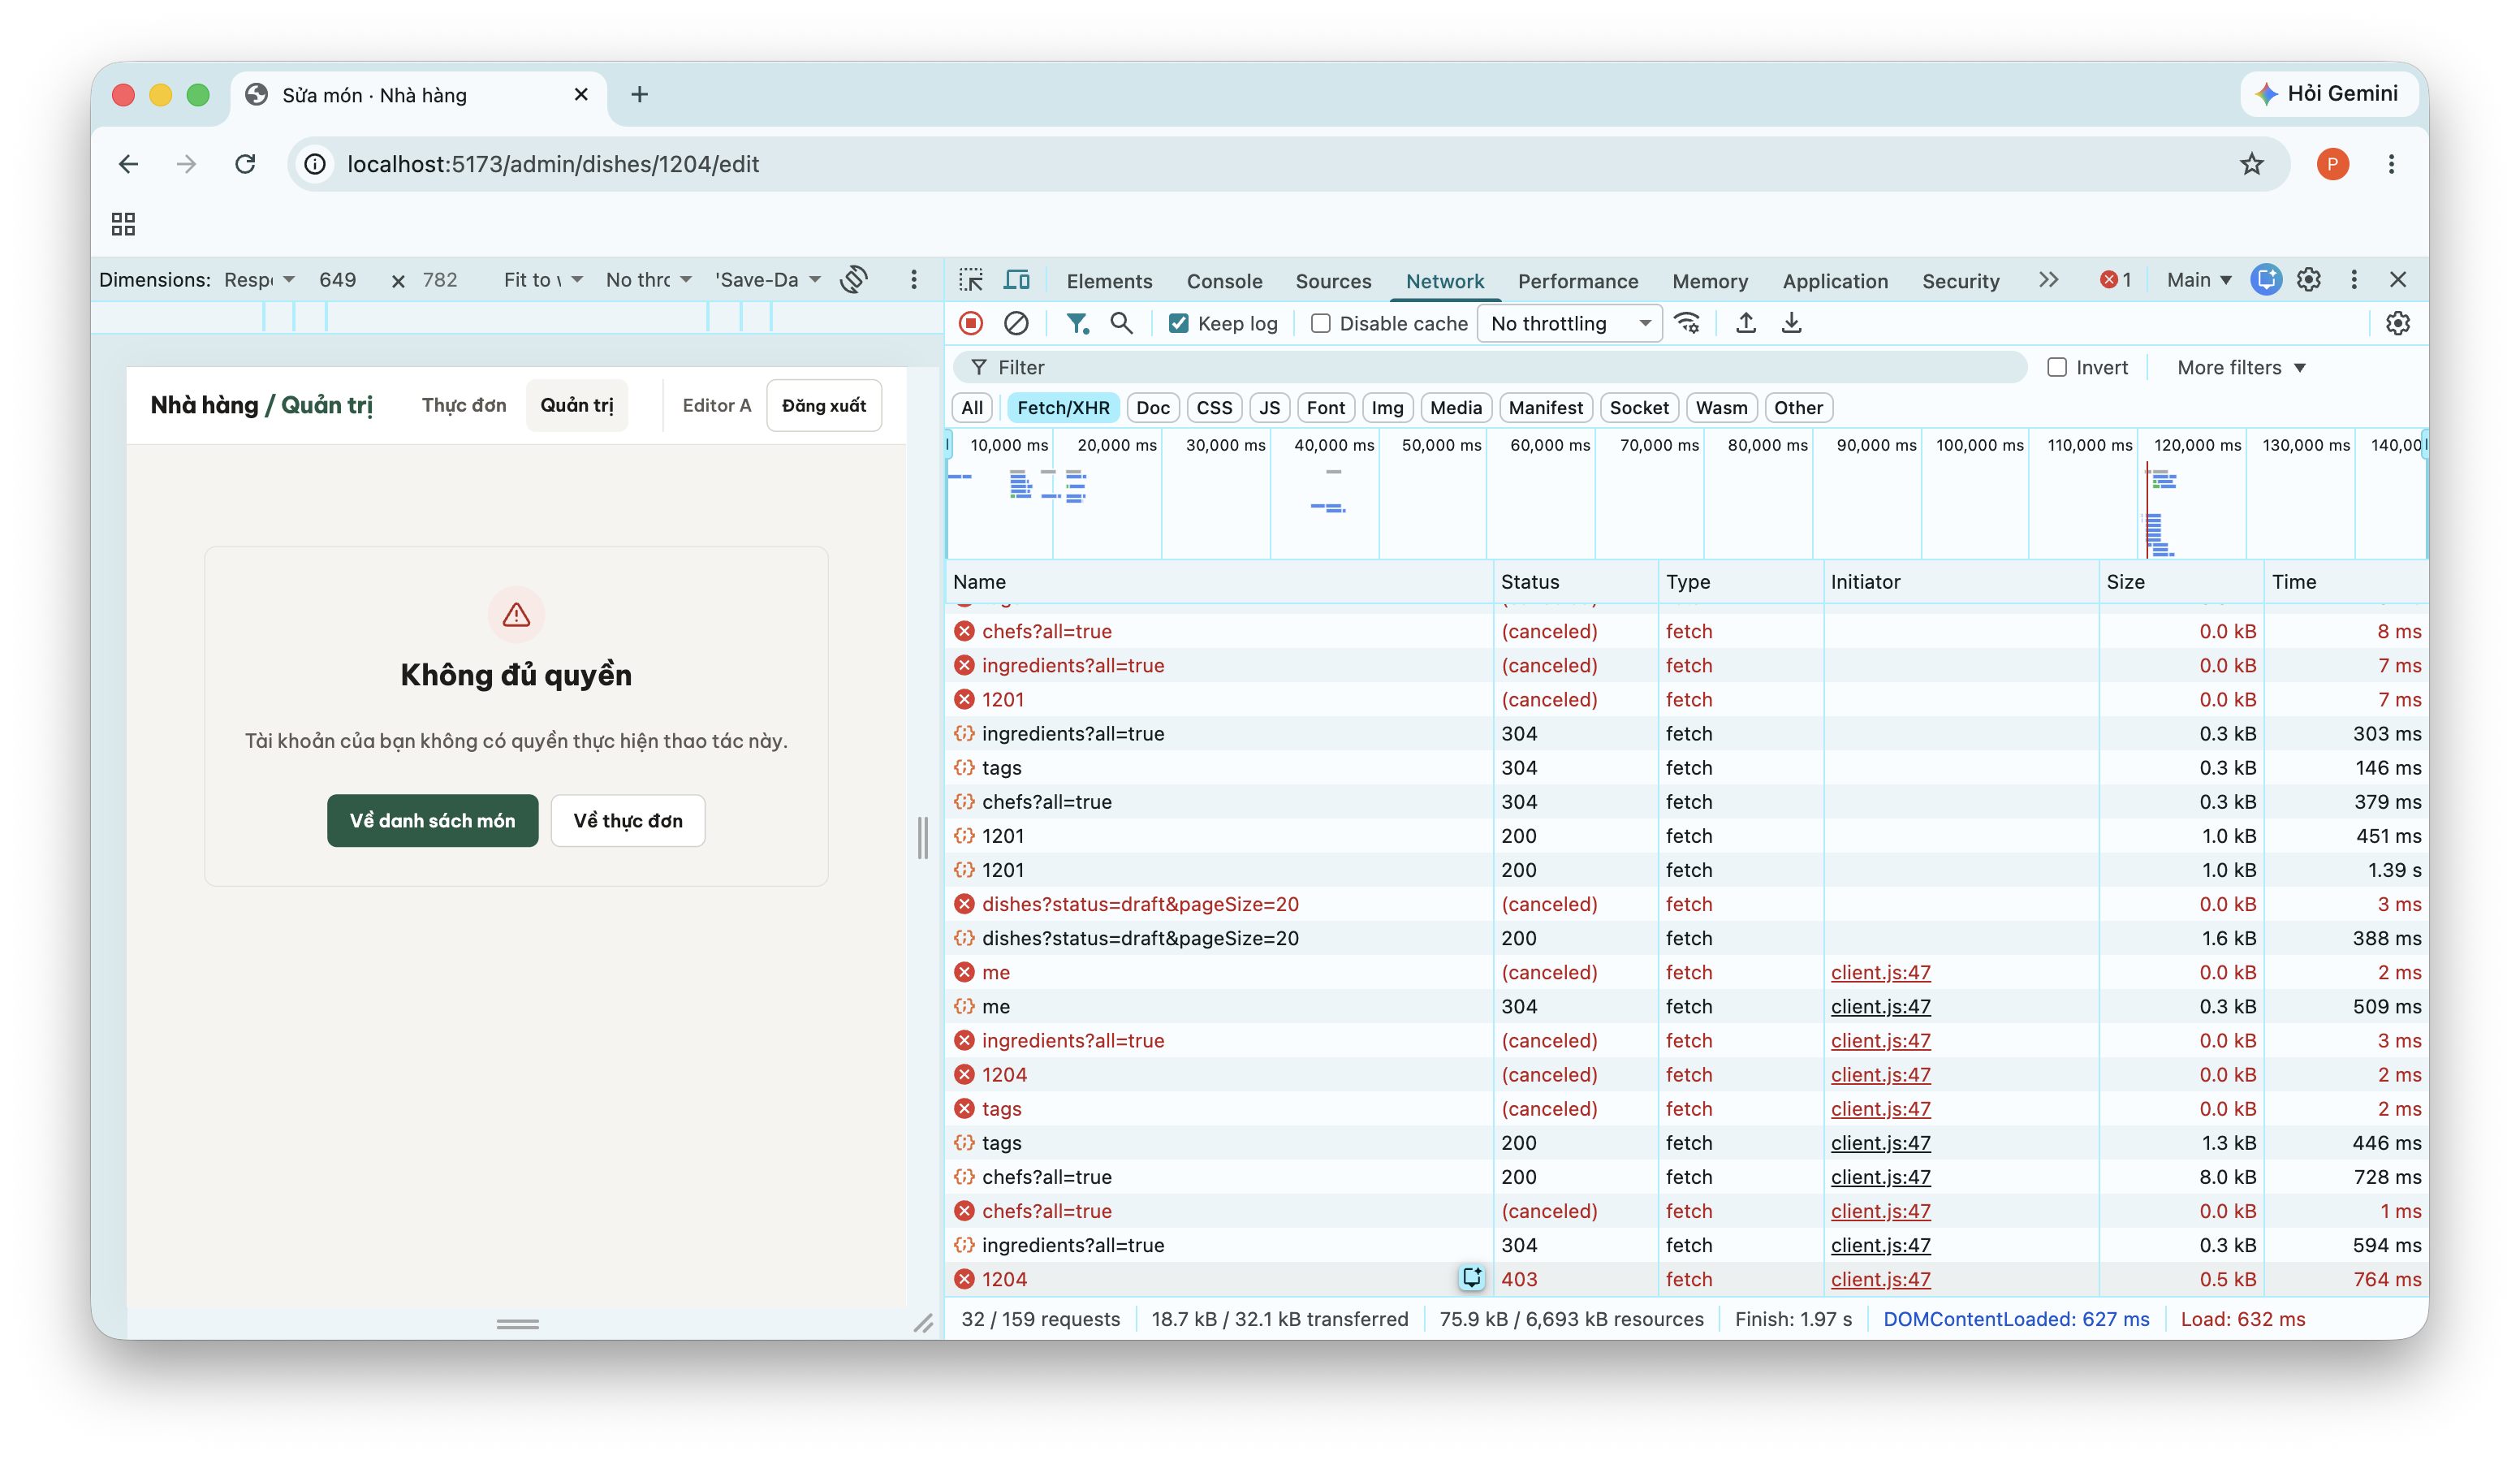 Sửa món · Nhà hàng
Hỏi Gemini
localhost:5173/admin/dishes/1204/edit
P
Dimensions: Resp 649 × 782 Fit to No thr 'Save-Da
Elements Console Sources Network Performance Memory Application Security 1 Main
Keep log Disable cache No throttling
Filter Invert More filters
All Fetch/XHR Doc CSS JS Font Img Media Manifest Socket Wasm Other
10,000 ms 20,000 ms 30,000 ms 40,000 ms 50,000 ms 60,000 ms 70,000 ms 80,000 ms 90,000 ms 100,000 ms 110,000 ms 120,000 ms 130,000 ms 140,00
Nhà hàng / Quản trị Thực đơn Quản trị Editor A Đăng xuất
Không đủ quyền
Tài khoản của bạn không có quyền thực hiện thao tác này.
Về danh sách món Về thực đơn
Name Status Type Initiator Size Time
chefs?all=true (canceled) fetch 0.0 kB 8 ms
ingredients?all=true (canceled) fetch 0.0 kB 7 ms
1201 (canceled) fetch 0.0 kB 7 ms
ingredients?all=true 304 fetch 0.3 kB 303 ms
tags 304 fetch 0.3 kB 146 ms
chefs?all=true 304 fetch 0.3 kB 379 ms
1201 200 fetch 1.0 kB 451 ms
1201 200 fetch 1.0 kB 1.39 s
dishes?status=draft&pageSize=20 (canceled) fetch 0.0 kB 3 ms
dishes?status=draft&pageSize=20 200 fetch 1.6 kB 388 ms
me (canceled) fetch client.js:47 0.0 kB 2 ms
me 304 fetch client.js:47 0.3 kB 509 ms
ingredients?all=true (canceled) fetch client.js:47 0.0 kB 3 ms
1204 (canceled) fetch client.js:47 0.0 kB 2 ms
tags (canceled) fetch client.js:47 0.0 kB 2 ms
tags 200 fetch client.js:47 1.3 kB 446 ms
chefs?all=true 200 fetch client.js:47 8.0 kB 728 ms
chefs?all=true (canceled) fetch client.js:47 0.0 kB 1 ms
ingredients?all=true 304 fetch client.js:47 0.3 kB 594 ms
1204 403 fetch client.js:47 0.5 kB 764 ms
32 / 159 requests 18.7 kB / 32.1 kB transferred 75.9 kB / 6,693 kB resources Finish: 1.97 s DOMContentLoaded: 627 ms Load: 632 ms